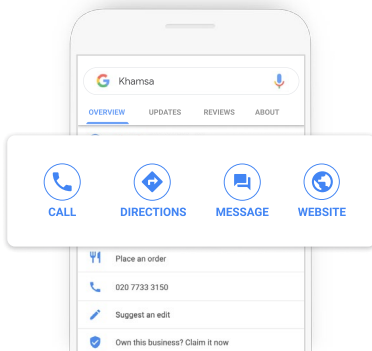 Khamsa
OVERVIEW UPDATES REVIEWS ABOUT
CALL DIRECTIONS MESSAGE WEBSITE
Place an order
020 7733 3150
Suggest an edit
Own this business? Claim it now